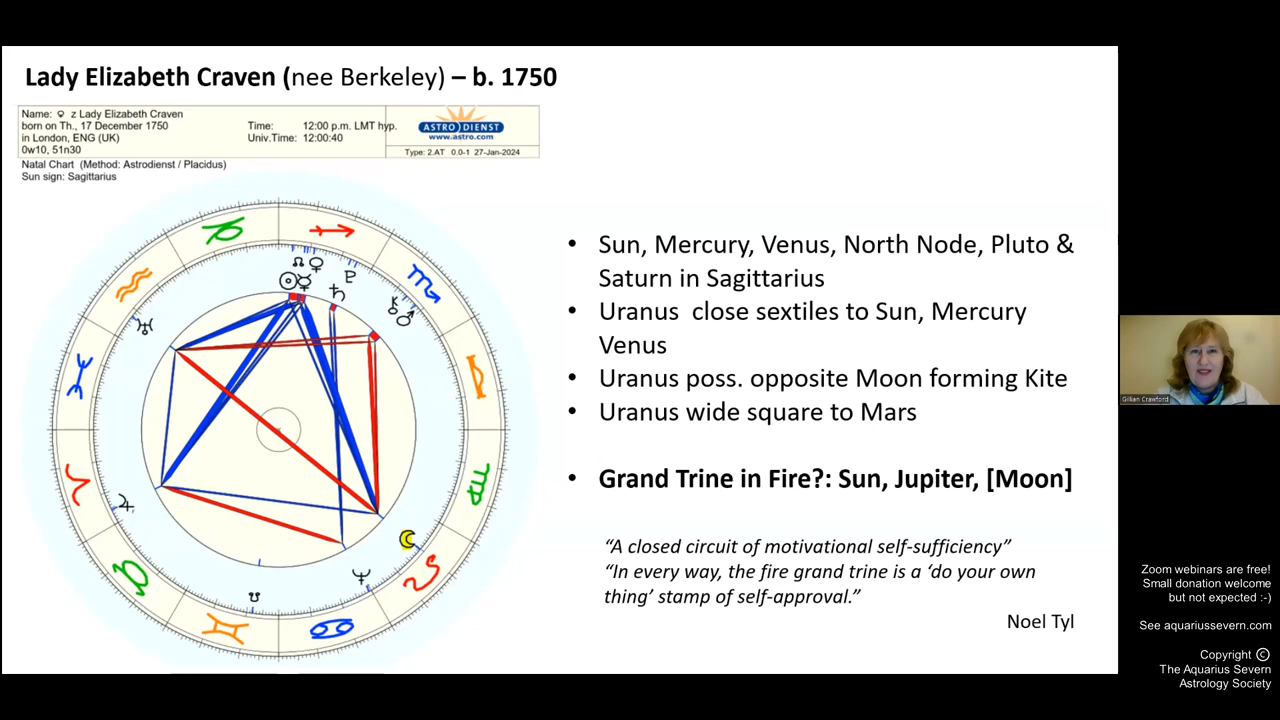 Lady Elizabeth Craven (nee Berkeley) – b. 1750
Name: ♀ z Lady Elizabeth Craven
born on Th., 17 December 1750
in London, ENG (UK)
0w10, 51n30
Time: 12:00 p.m. LMT hyp.
Univ.Time: 12:00:40
ASTRO DIENST
www.astro.com
Type: 2.AT 0.0-1 27-Jan-2024
Natal Chart (Method: Astrodienst / Placidus)
Sun sign: Sagittarius
• Sun, Mercury, Venus, North Node, Pluto &
Saturn in Sagittarius
• Uranus close sextiles to Sun, Mercury
Venus
• Uranus poss. opposite Moon forming Kite
• Uranus wide square to Mars
• Grand Trine in Fire?: Sun, Jupiter, [Moon]
“A closed circuit of motivational self-sufficiency”
“In every way, the fire grand trine is a ‘do your own
thing’ stamp of self-approval.”
Noel Tyl
Gillian Crawford
Zoom webinars are free!
Small donation welcome
but not expected :-)
See aquariussevern.com
Copyright ©
The Aquarius Severn
Astrology Society